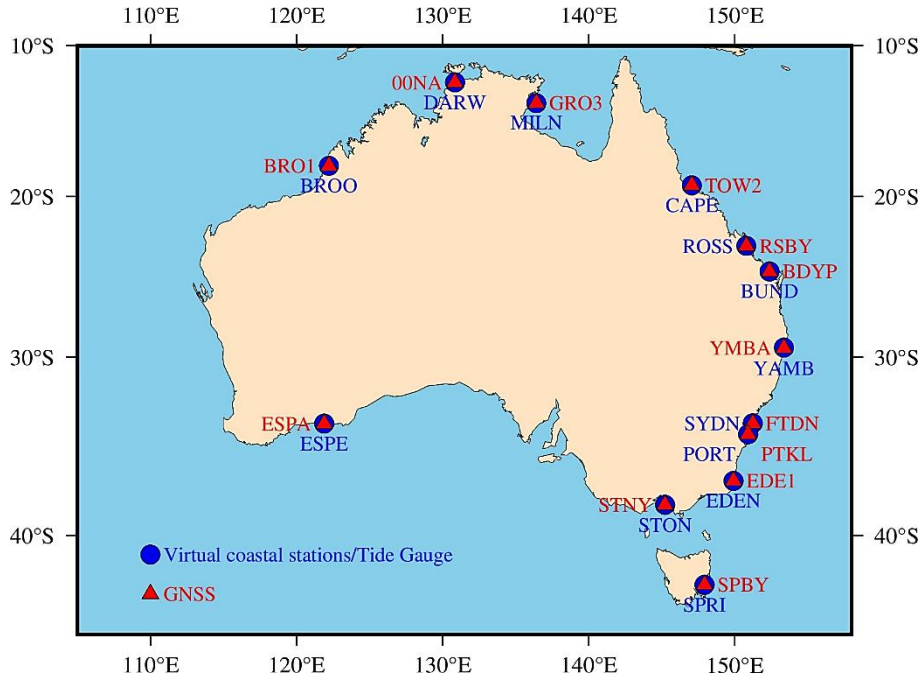 110°E 120°E 130°E 140°E 150°E
10°S 10°S
00NA
DARW
GRO3
MILN
BRO1
BROO
TOW2
CAPE
20°S 20°S
ROSS RSBY
BDYP
BUND
YMBA
YAMB
30°S 30°S
ESPA
ESPE
SYDN FTDN
PORT PTKL
EDE1
EDEN
STNY
STON
40°S 40°S
Virtual coastal stations/Tide Gauge
GNSS
SPBY
SPRI
110°E 120°E 130°E 140°E 150°E